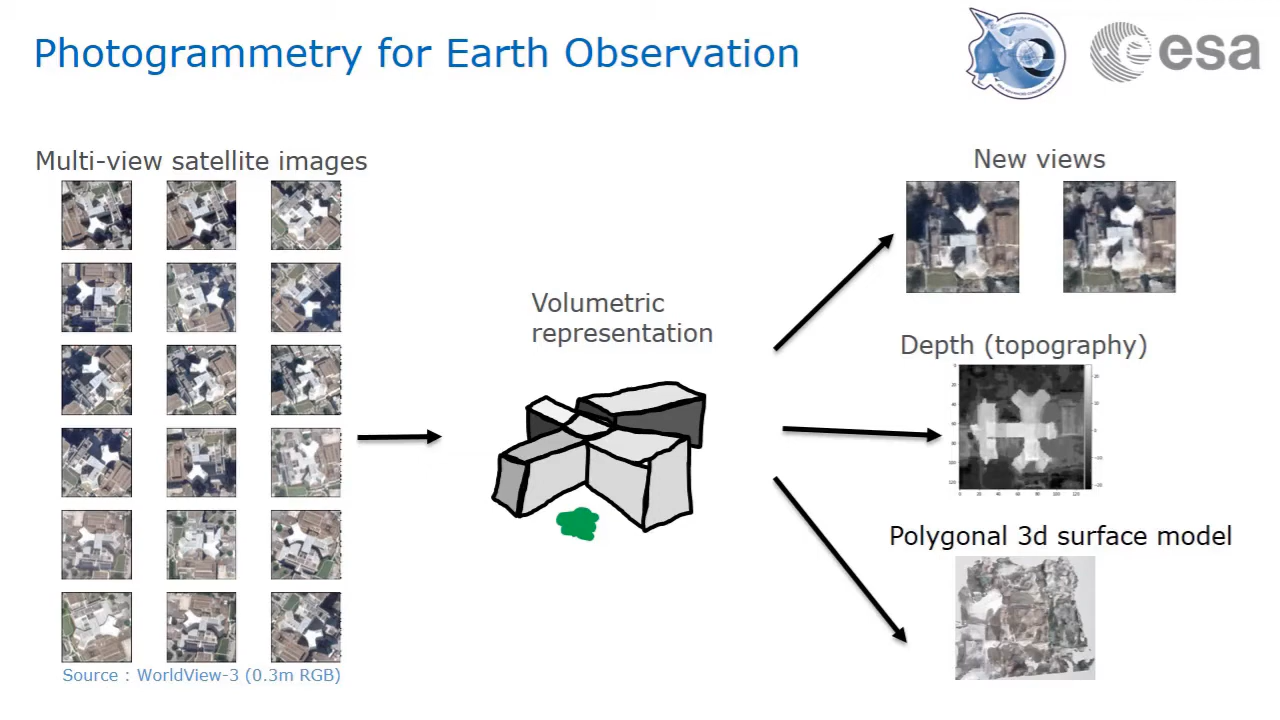 Photogrammetry for Earth Observation
esa
Multi-view satellite images
Source : WorldView-3 (0.3m RGB)
Volumetric
representation
New views
Depth (topography)
Polygonal 3d surface model